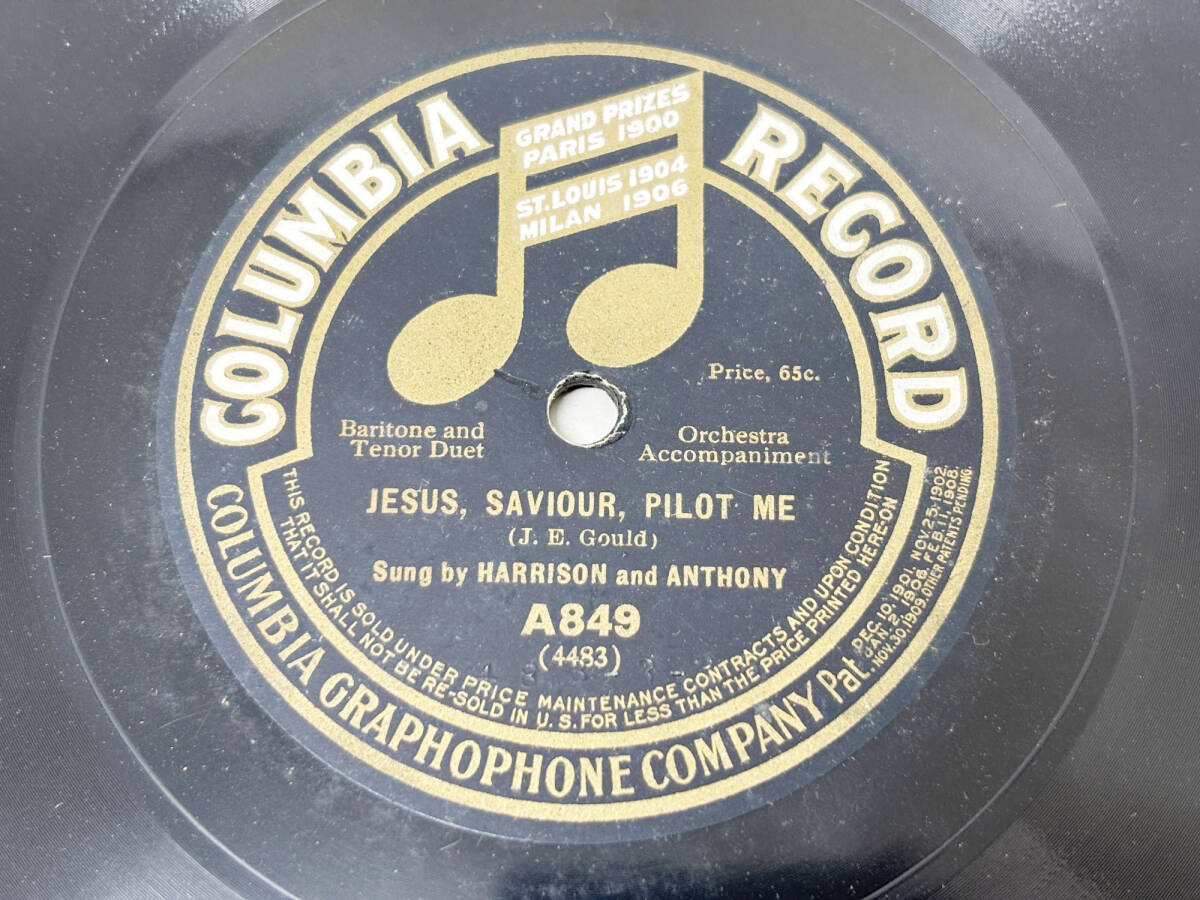 COLUMBIA RECORD
GRAND PRIZES
PARIS 1900
ST. LOUIS 1904
MILAN 1906
Price, 65c.
Baritone and
Tenor Duet
Orchestra
Accompaniment
JESUS, SAVIOUR, PILOT ME
(J. E. Gould)
Sung by HARRISON and ANTHONY
A849
(4483)
THIS RECORD IS SOLD UNDER PRICE MAINTENANCE CONTRACTS AND UPON CONDITION
THAT IT SHALL NOT BE RE-SOLD IN U.S. FOR LESS THAN THE PRICE PRINTED HERE-ON
COLUMBIA GRAPHOPHONE COMPANY Pat.
DEC. 10, 1901. NOV. 25, 1902.
JAN. 21, 1908. FEB. 11, 1908.
NOV. 30, 1909. OTHER PATENTS PENDING.